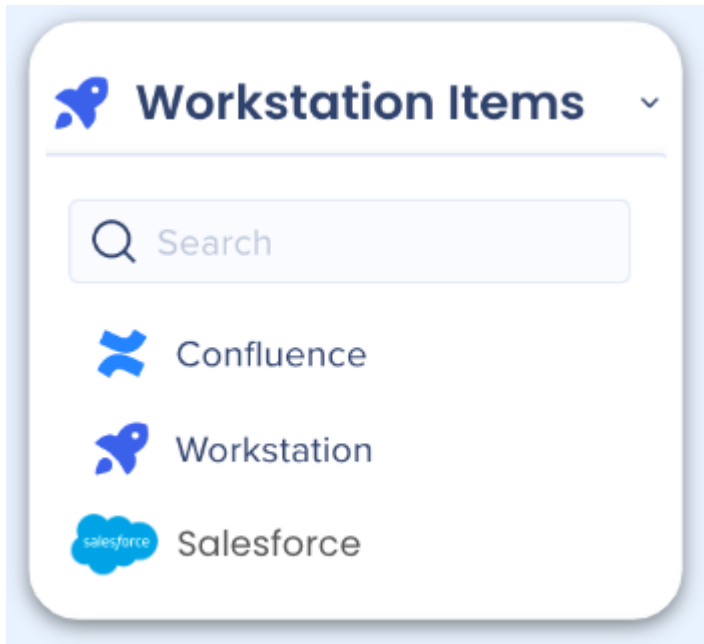 Workstation Items
Search
Confluence
Workstation
salesforce Salesforce